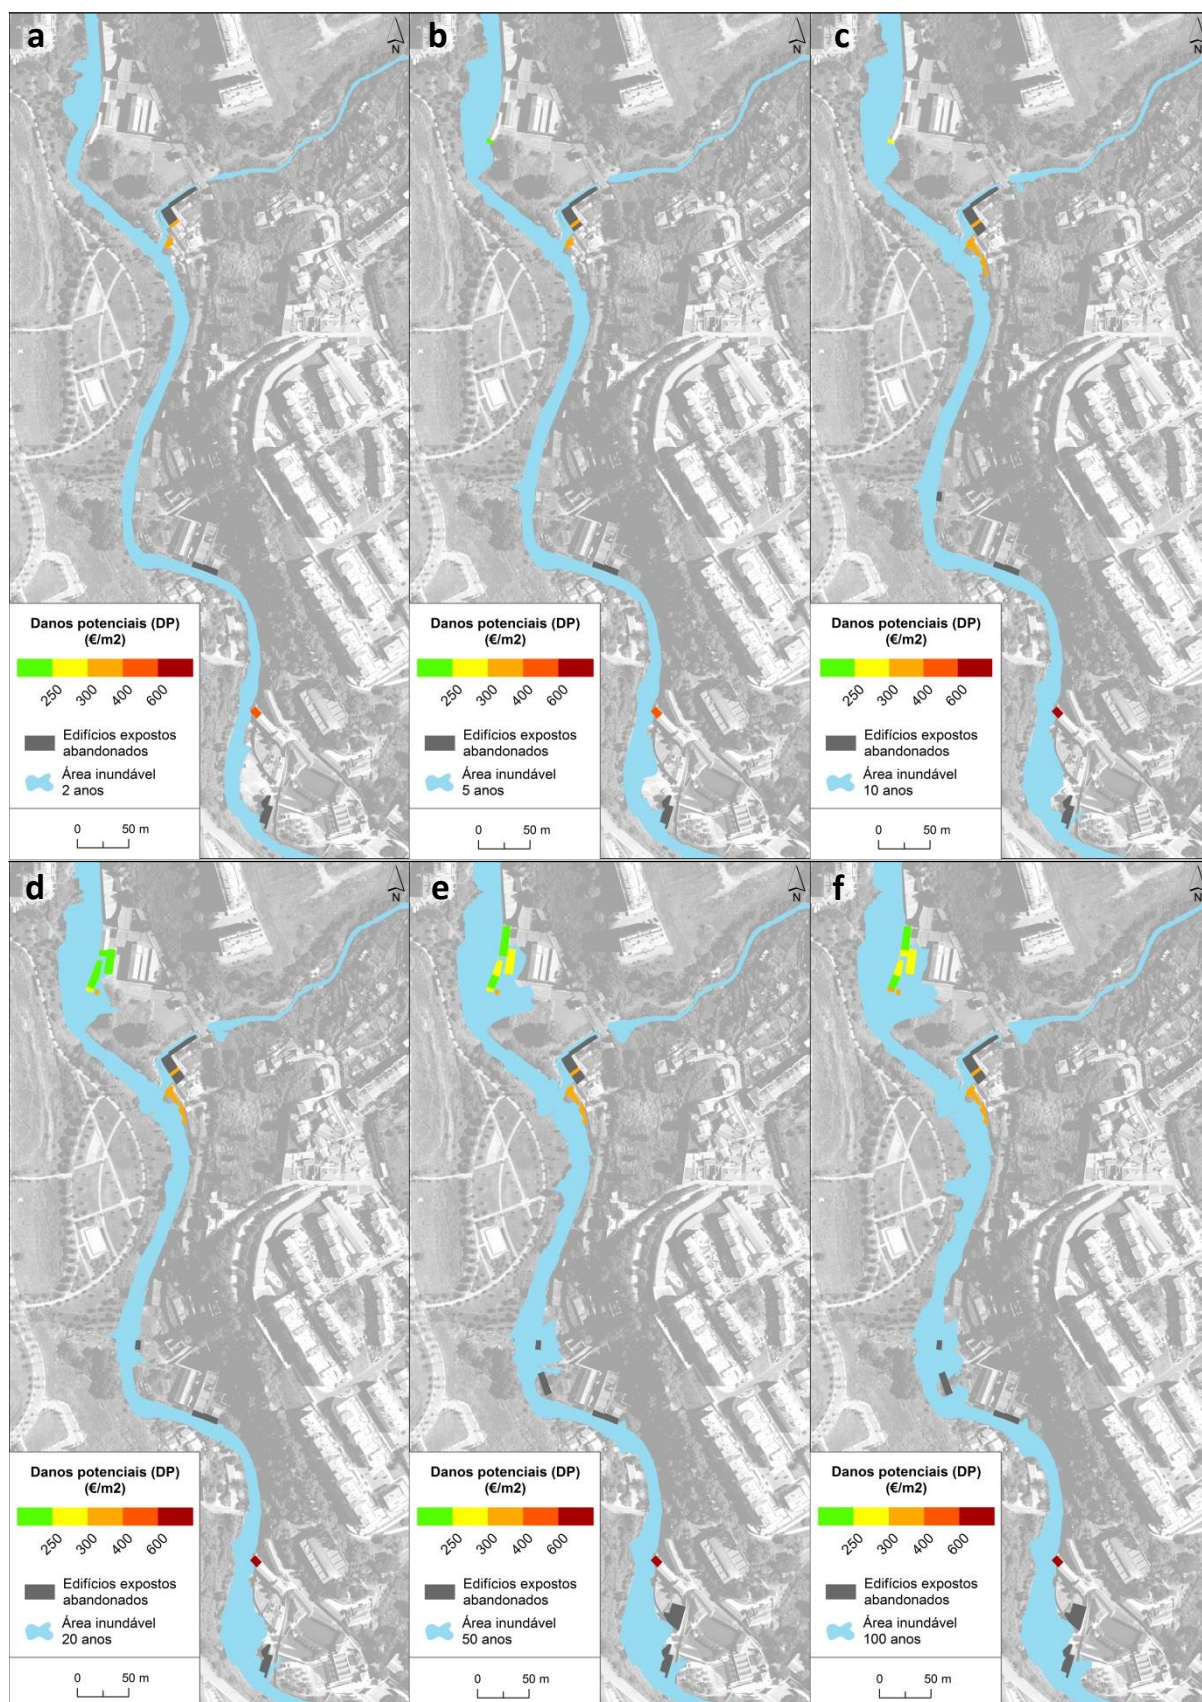 a
N
Danos potenciais (DP)
(€/m2)
250
300
400
600
Edifícios expostos
abandonados
Área inundável
2 anos
0 50 m
b
N
Danos potenciais (DP)
(€/m2)
250
300
400
600
Edifícios expostos
abandonados
Área inundável
5 anos
0 50 m
c
N
Danos potenciais (DP)
(€/m2)
250
300
400
600
Edifícios expostos
abandonados
Área inundável
10 anos
0 50 m
d
N
Danos potenciais (DP)
(€/m2)
250
300
400
600
Edifícios expostos
abandonados
Área inundável
20 anos
0 50 m
e
N
Danos potenciais (DP)
(€/m2)
250
300
400
600
Edifícios expostos
abandonados
Área inundável
50 anos
0 50 m
f
N
Danos potenciais (DP)
(€/m2)
250
300
400
600
Edifícios expostos
abandonados
Área inundável
100 anos
0 50 m